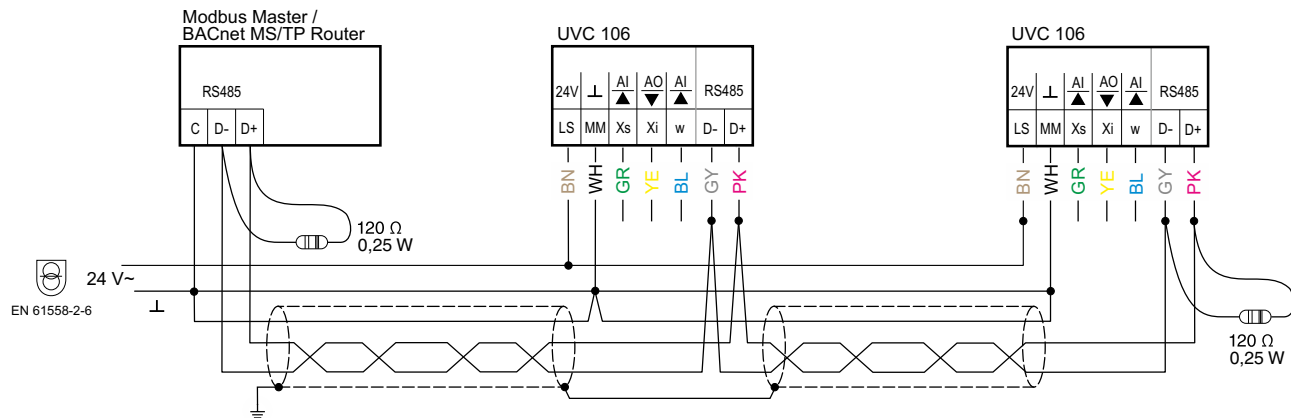 Modbus Master /
BACnet MS/TP Router
RS485
C D- D+
120 Ω
0,25 W
UVC 106
24V ⊥ AI AO AI RS485
LS MM Xs Xi w D- D+
BN WH GR YE BL GY PK
UVC 106
24V ⊥ AI AO AI RS485
LS MM Xs Xi w D- D+
BN WH GR YE BL GY PK
24 V~
EN 61558-2-6
⊥
120 Ω
0,25 W